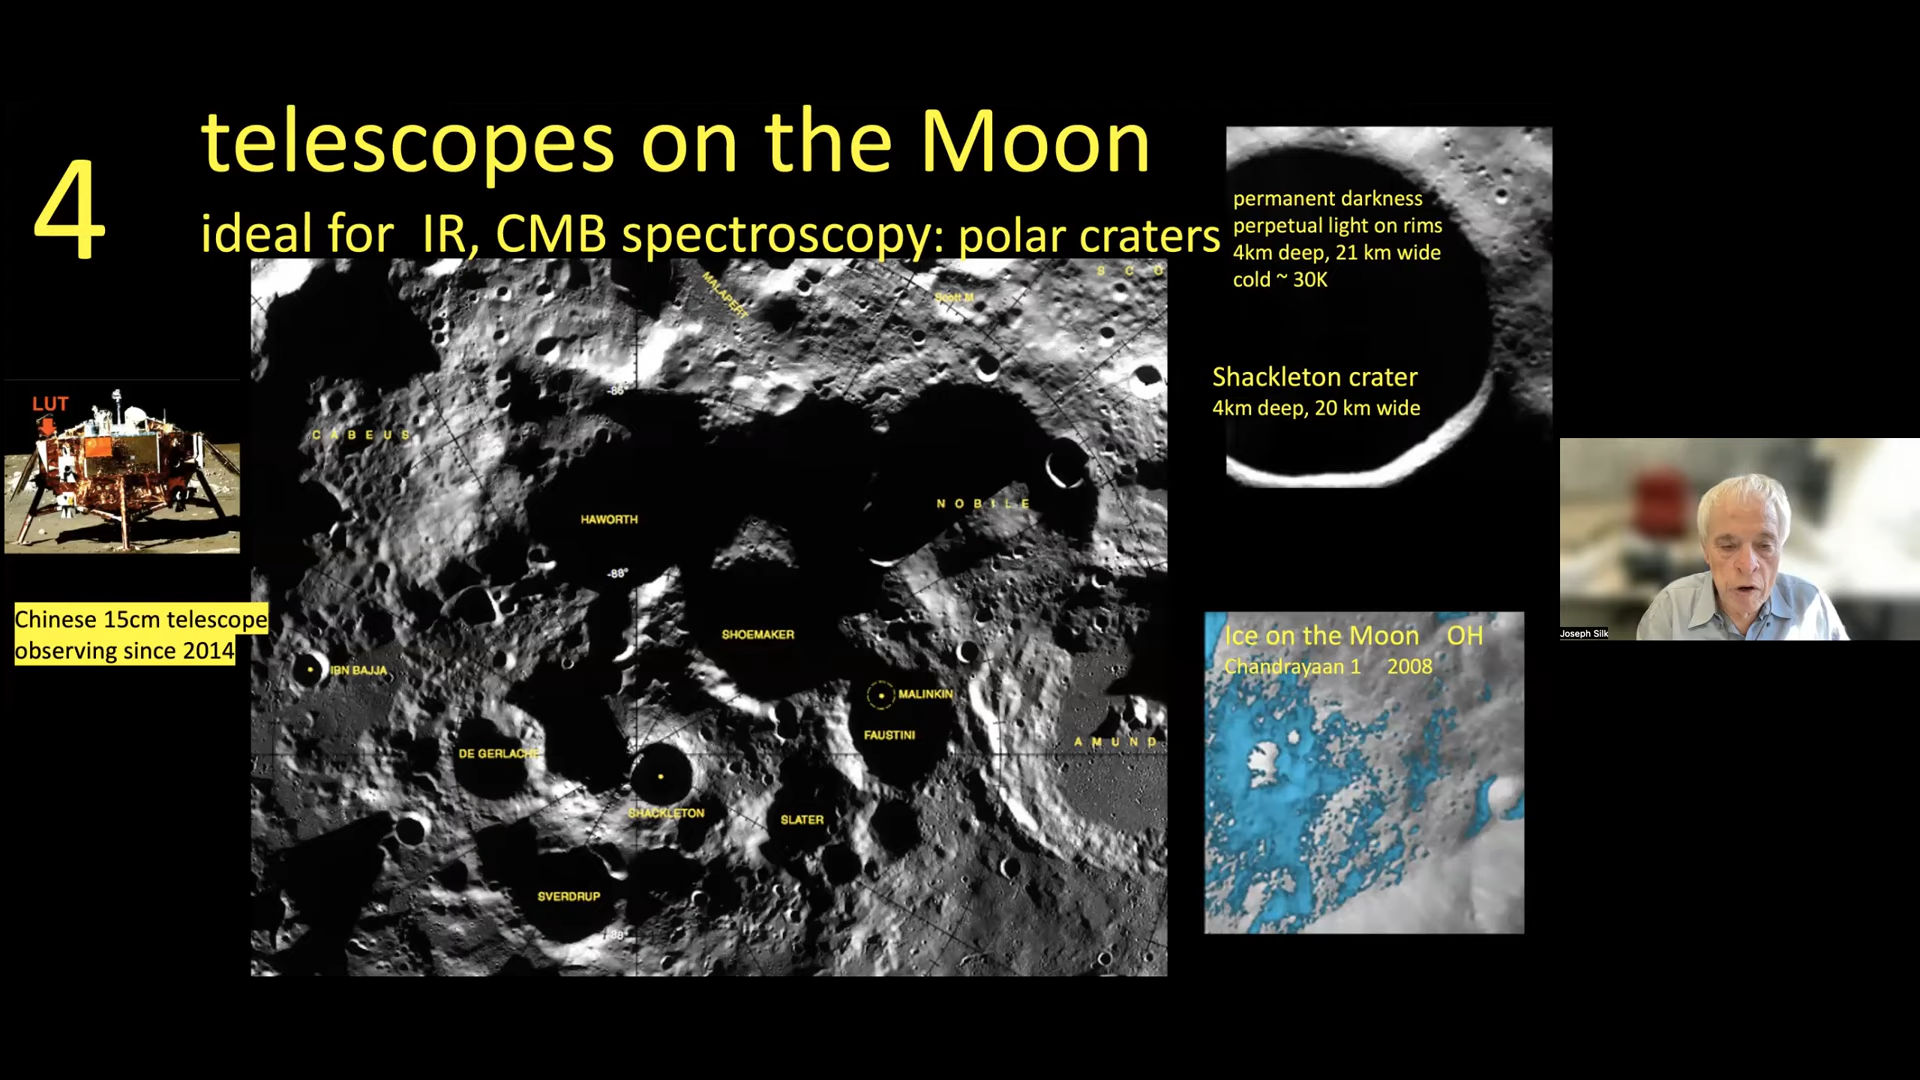 4
telescopes on the Moon
ideal for IR, CMB spectroscopy: polar craters
permanent darkness
perpetual light on rims
4km deep, 21 km wide
cold ~ 30K
Shackleton crater
4km deep, 20 km wide
LUT
Chinese 15cm telescope
observing since 2014
S C O
MALAPERT
Scott M
-86°
CABEUS
NOBILE
HAWORTH
-88°
SHOEMAKER
IBN BAJJA
MALINKIN
FAUSTINI
AMUND
DE GERLACHE
SHACKLETON
SLATER
SVERDRUP
-88°
Ice on the Moon OH
Chandrayaan 1 2008
Joseph Silk